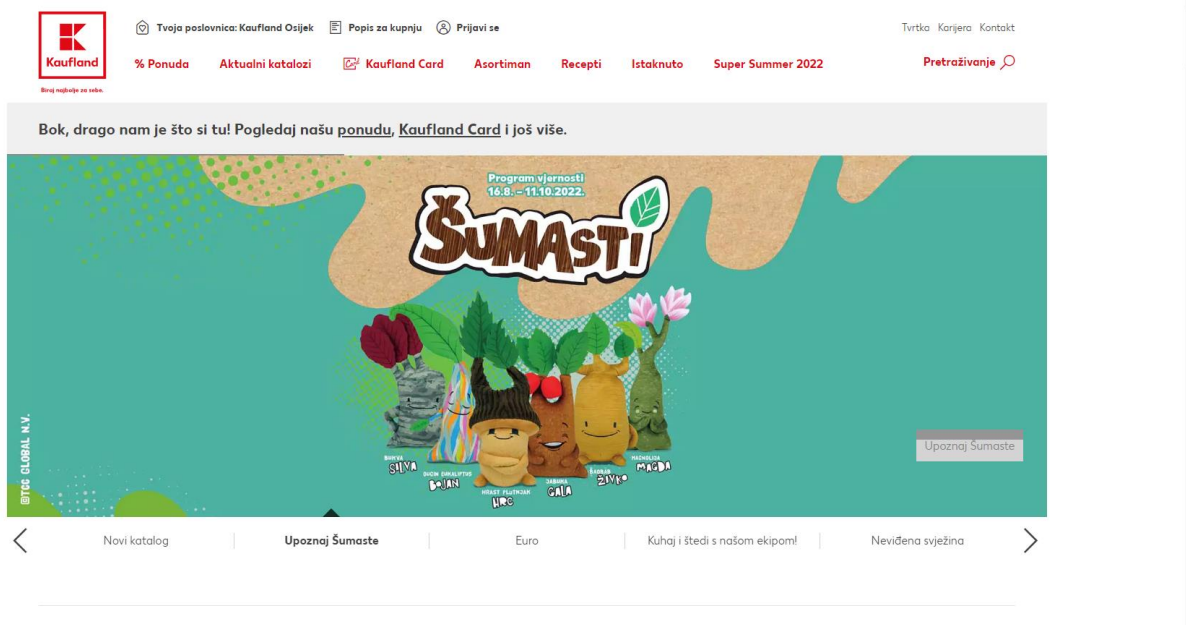 Kaufland
Biraj najbolje za sebe.
Tvoja poslovnica: Kaufland Osijek Popis za kupnju Prijavi se
Tvrtka Karijera Kontakt
% Ponuda Aktualni katalozi Kaufland Card Asortiman Recepti Istaknuto Super Summer 2022
Pretraživanje
Bok, drago nam je što si tu! Pogledaj našu ponudu, Kaufland Card i još više.
Program vjernosti
16.8. – 11.10.2022.
ŠUMASTI
BUKVA
SILVA
DUGIN EUKALIPTUS
BOJAN
HRAST PLUTNJAK
HRC
JABUKA
GALA
BAOBAB
ŽIVKO
MAGNOLIJA
MAGDA
©TCC GLOBAL N.V.
Upoznaj Šumaste
Novi katalog Upoznaj Šumaste Euro Kuhaj i štedi s našom ekipom! Neviđena svježina